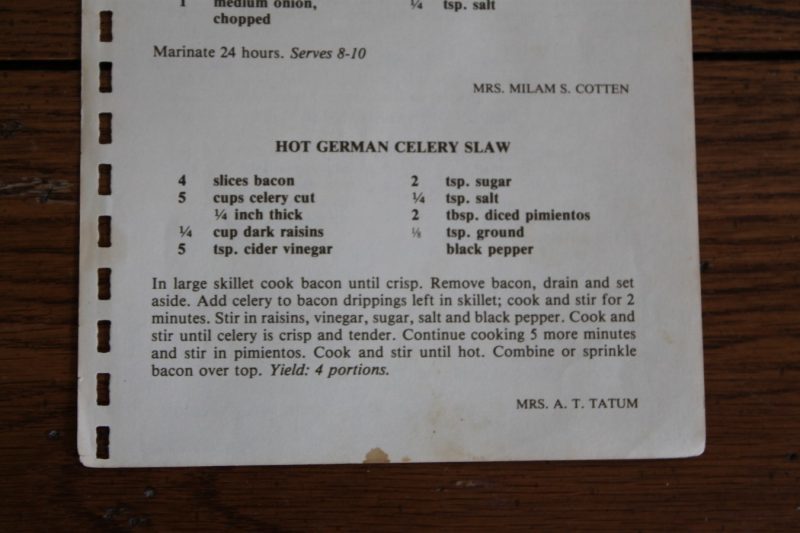 1 medium onion, ¼ tsp. salt
chopped
Marinate 24 hours. Serves 8-10
MRS. MILAM S. COTTEN
HOT GERMAN CELERY SLAW
4 slices bacon
5 cups celery cut
¼ inch thick
¼ cup dark raisins
5 tsp. cider vinegar
2 tsp. sugar
¼ tsp. salt
2 tbsp. diced pimientos
⅛ tsp. ground
black pepper
In large skillet cook bacon until crisp. Remove bacon, drain and set
aside. Add celery to bacon drippings left in skillet; cook and stir for 2
minutes. Stir in raisins, vinegar, sugar, salt and black pepper. Cook and
stir until celery is crisp and tender. Continue cooking 5 more minutes
and stir in pimientos. Cook and stir until hot. Combine or sprinkle
bacon over top. Yield: 4 portions.
MRS. A. T. TATUM